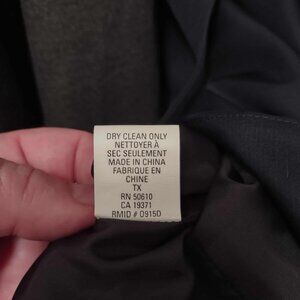 DRY CLEAN ONLY
NETTOYER À
SEC SEULEMENT
MADE IN CHINA
FABRIQUE EN
CHINE
TX
RN 50610
CA 19371
RMID # 0915D